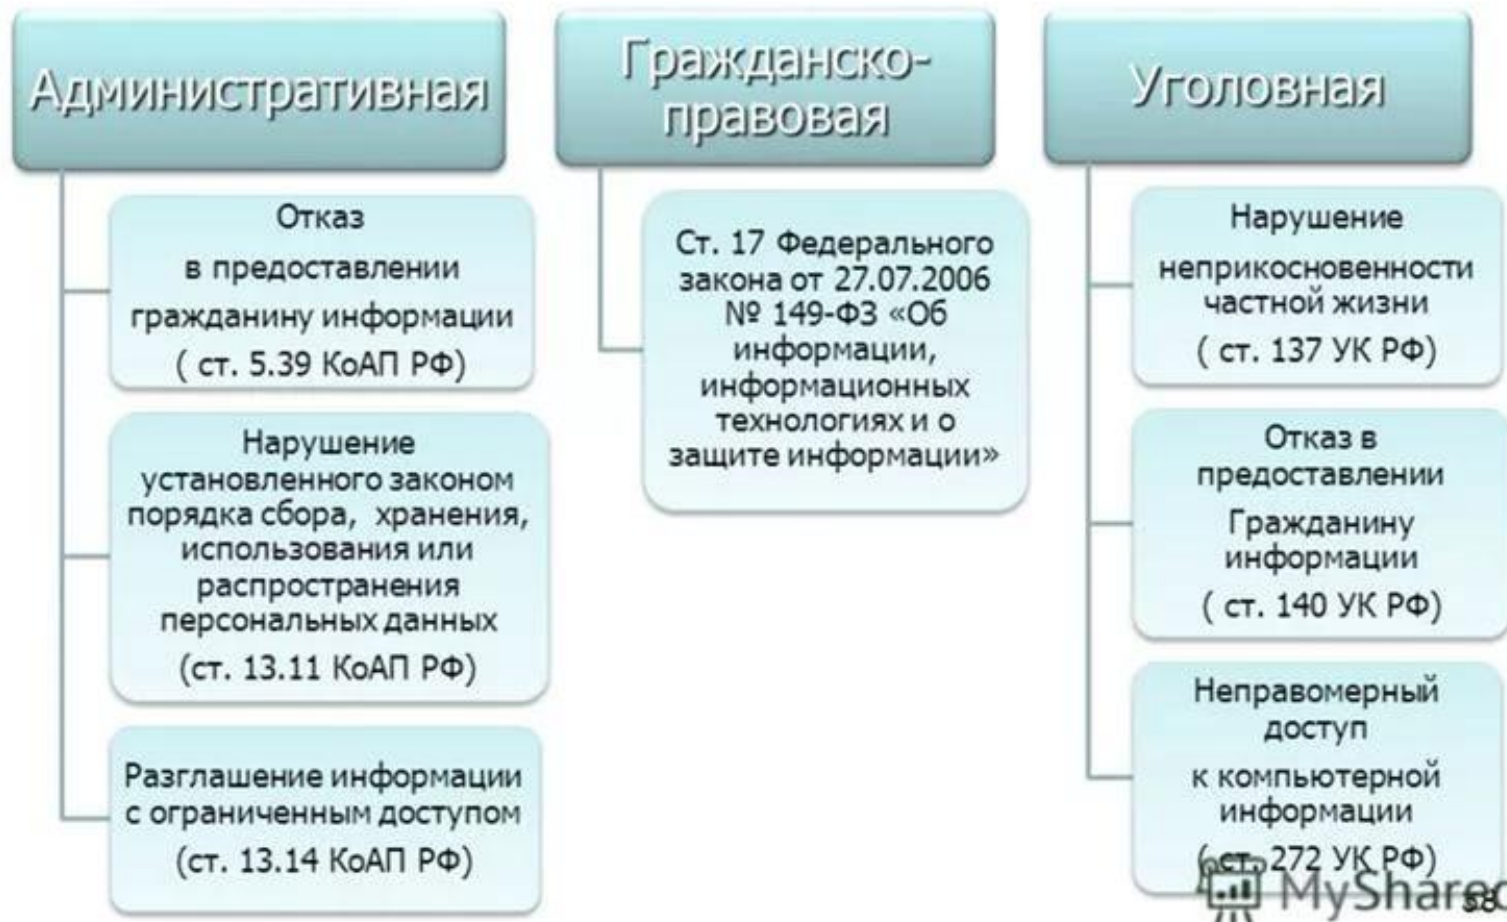 Административная
Отказ
в предоставлении
гражданину информации
( ст. 5.39 КоАП РФ)
Нарушение
установленного законом
порядка сбора, хранения,
использования или
распространения
персональных данных
(ст. 13.11 КоАП РФ)
Разглашение информации
с ограниченным доступом
(ст. 13.14 КоАП РФ)
Гражданско-
правовая
Ст. 17 Федерального
закона от 27.07.2006
№ 149-ФЗ «Об
информации,
информационных
технологиях и о
защите информации»
Уголовная
Нарушение
неприкосновенности
частной жизни
( ст. 137 УК РФ)
Отказ в
предоставлении
Гражданину
информации
( ст. 140 УК РФ)
Неправомерный
доступ
к компьютерной
информации
( ст. 272 УК РФ)
MyShared
58